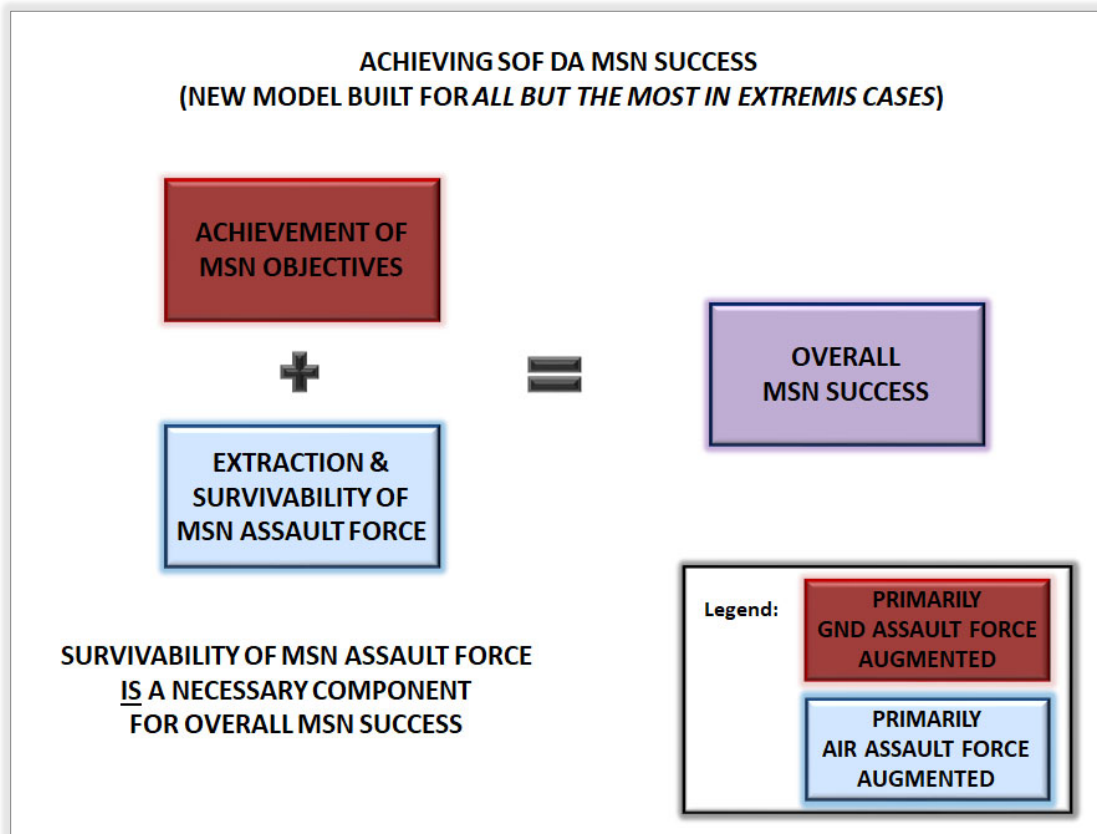 ACHIEVING SOF DA MSN SUCCESS
(NEW MODEL BUILT FOR ALL BUT THE MOST IN EXTREMIS CASES)
ACHIEVEMENT OF
MSN OBJECTIVES
+
=
EXTRACTION &
SURVIVABILITY OF
MSN ASSAULT FORCE
OVERALL
MSN SUCCESS
SURVIVABILITY OF MSN ASSAULT FORCE
IS A NECESSARY COMPONENT
FOR OVERALL MSN SUCCESS
Legend:
PRIMARILY
GND ASSAULT FORCE
AUGMENTED
PRIMARILY
AIR ASSAULT FORCE
AUGMENTED